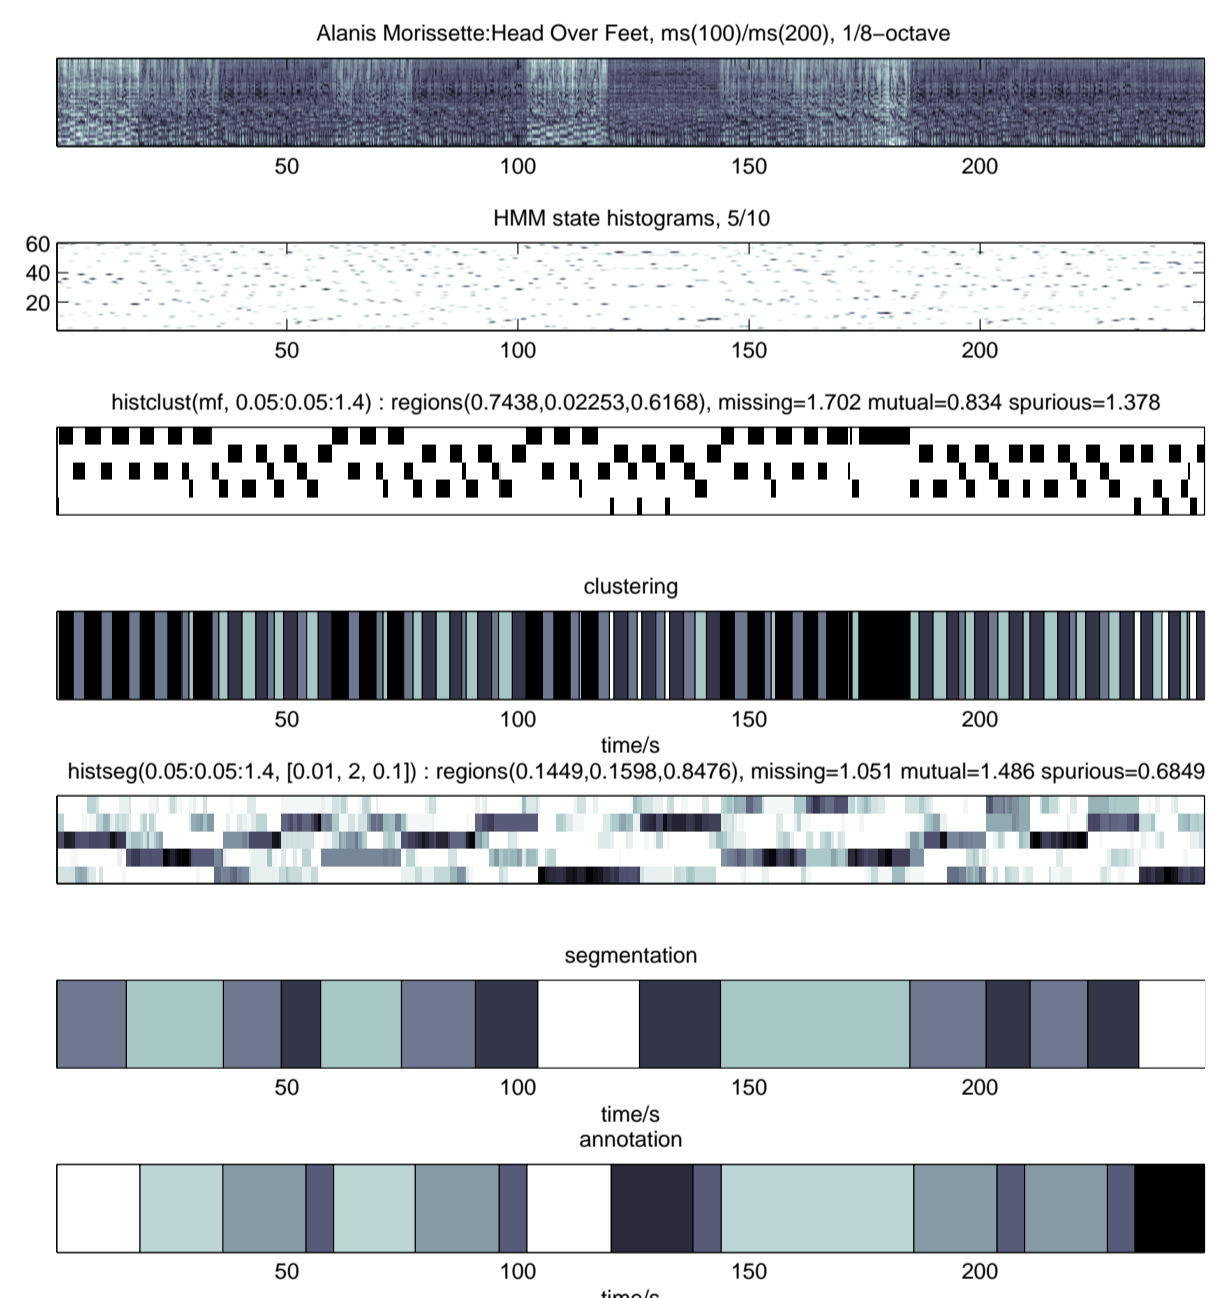 Alanis Morissette:Head Over Feet, ms(100)/ms(200), 1/8−octave
50 100 150 200
HMM state histograms, 5/10
60
40
20
50 100 150 200
histclust(mf, 0.05:0.05:1.4) : regions(0.7438,0.02253,0.6168), missing=1.702 mutual=0.834 spurious=1.378
clustering
50 100 150 200
time/s
histseg(0.05:0.05:1.4, [0.01, 2, 0.1]) : regions(0.1449,0.1598,0.8476), missing=1.051 mutual=1.486 spurious=0.6849
segmentation
50 100 150 200
time/s
annotation
50 100 150 200
time/s